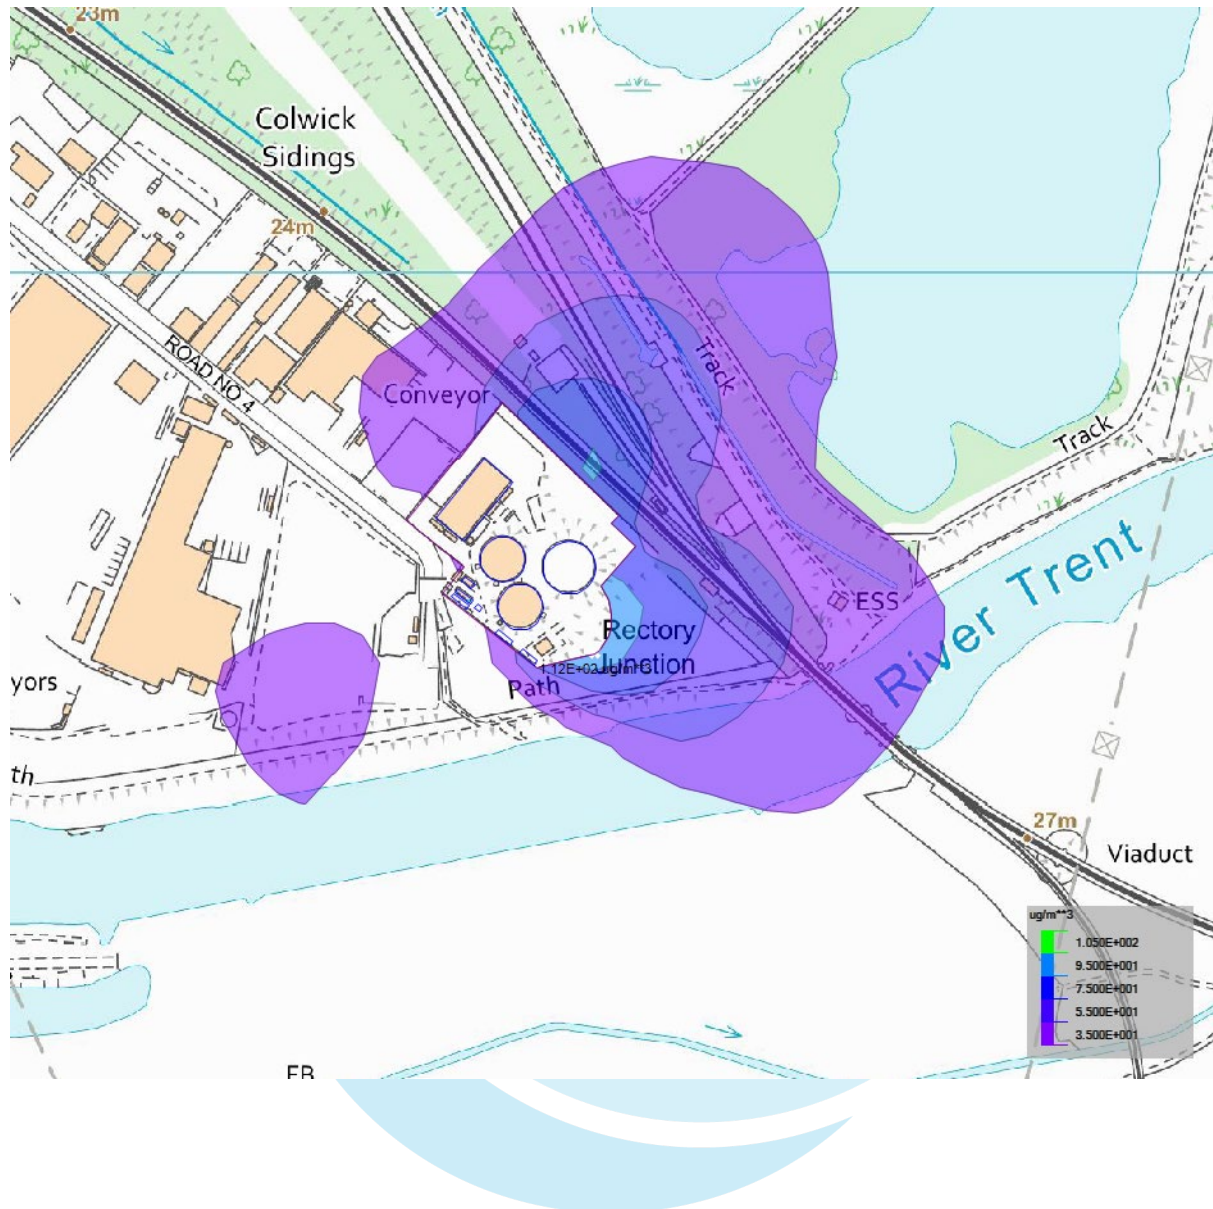 23m
Colwick
Sidings
24m
ROAD NO 4
Conveyor
Track
Track
River Trent
ESS
Rectory
Junction
1.12E+02 ug/m**3
Path
yors
th
27m
Viaduct
ug/m**3
1.050E+002
9.500E+001
7.500E+001
5.500E+001
3.500E+001
FB